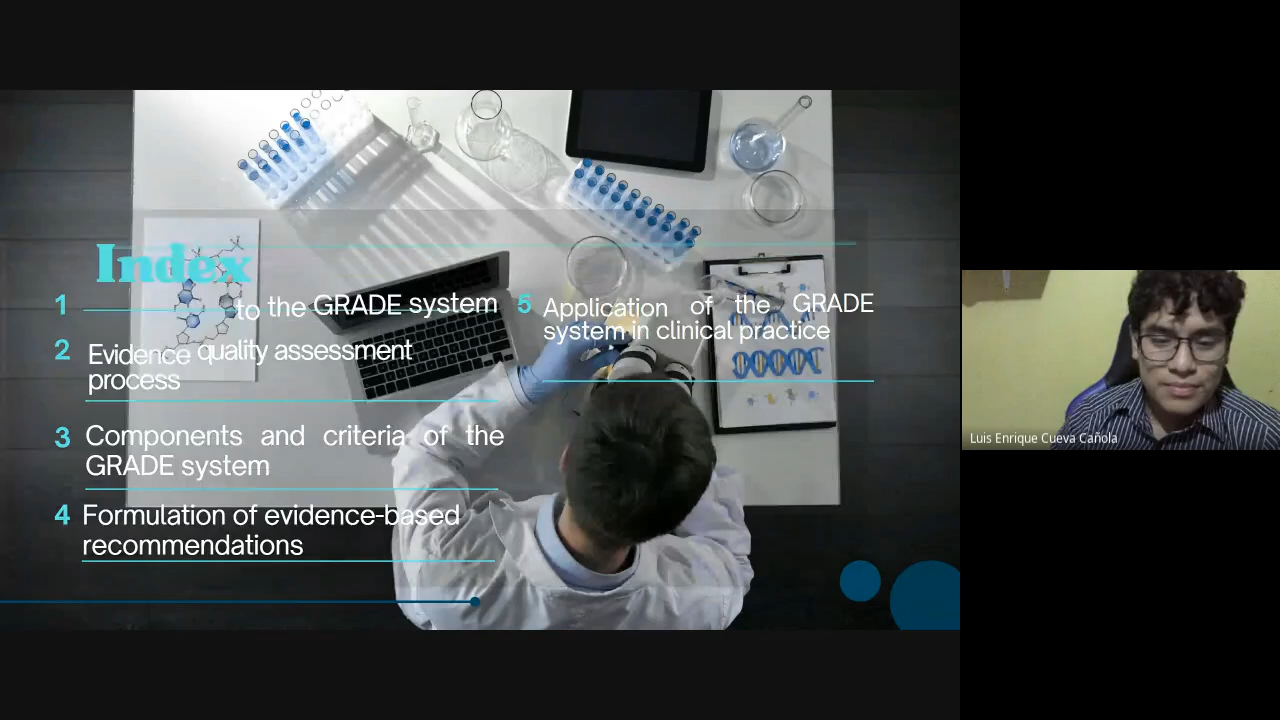 Index
1 to the GRADE system
2 Evidence quality assessment
process
3 Components and criteria of the
GRADE system
4 Formulation of evidence-based
recommendations
5 Application of the GRADE
system in clinical practice
Luis Enrique Cueva Cañola